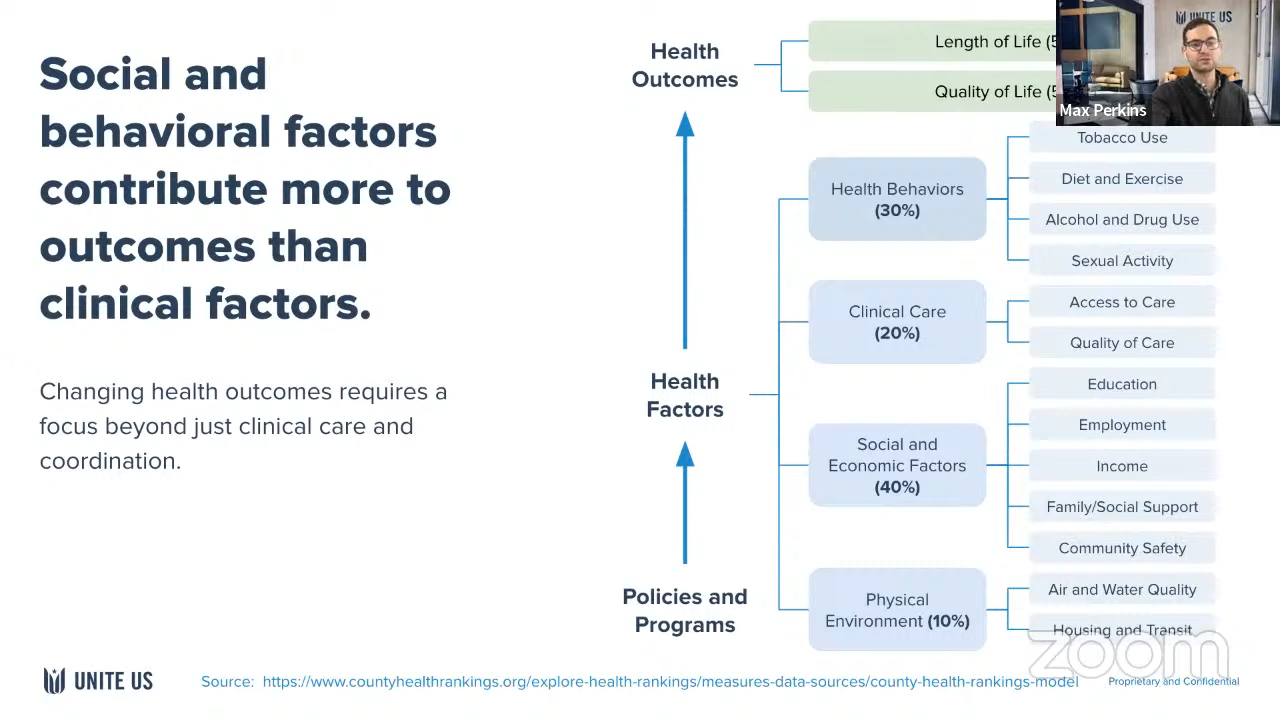 Social and
behavioral factors
contribute more to
outcomes than
clinical factors.
Changing health outcomes requires a
focus beyond just clinical care and
coordination.
Health
Outcomes
Length of Life
Quality of Life
UNITE US
Max Perkins
Health
Factors
Policies and
Programs
Health Behaviors
(30%)
Tobacco Use
Diet and Exercise
Alcohol and Drug Use
Sexual Activity
Clinical Care
(20%)
Access to Care
Quality of Care
Social and
Economic Factors
(40%)
Education
Employment
Income
Family/Social Support
Community Safety
Physical
Environment (10%)
Air and Water Quality
Housing and Transit
zoom
UNITE US
Source: https://www.countyhealthrankings.org/explore-health-rankings/measures-data-sources/county-health-rankings-model
Proprietary and Confidential